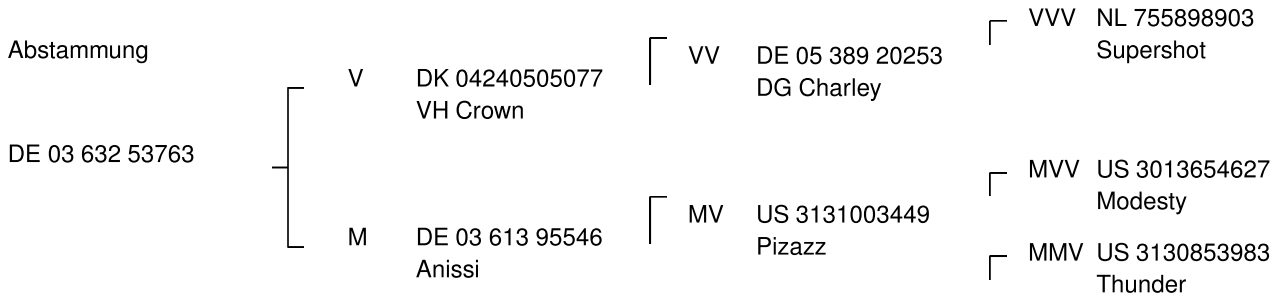 Abstammung
DE 03 632 53763
V DK 04240505077
VH Crown
M DE 03 613 95546
Anissi
VV DE 05 389 20253
DG Charley
MV US 3131003449
Pizazz
VVV NL 755898903
Supershot
MVV US 3013654627
Modesty
MMV US 3130853983
Thunder